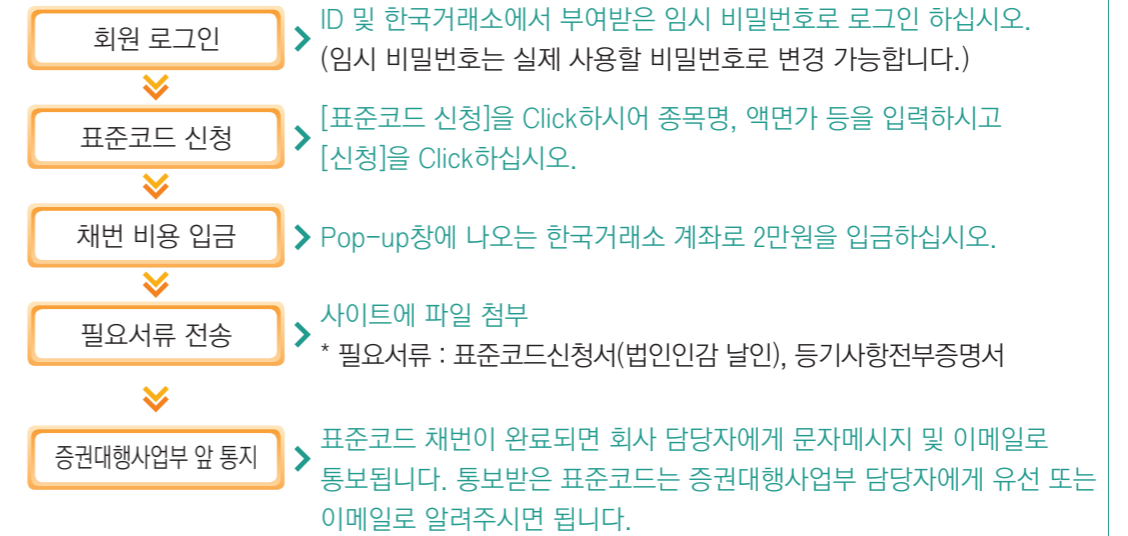 회원 로그인
ID 및 한국거래소에서 부여받은 임시 비밀번호로 로그인 하십시오.
(임시 비밀번호는 실제 사용할 비밀번호로 변경 가능합니다.)
표준코드 신청
[표준코드 신청]을 Click하시어 종목명, 액면가 등을 입력하시고
[신청]을 Click하십시오.
채번 비용 입금
Pop-up창에 나오는 한국거래소 계좌로 2만원을 입금하십시오.
필요서류 전송
사이트에 파일 첨부
* 필요서류 : 표준코드신청서(법인인감 날인), 등기사항전부증명서
증권대행사업부 앞 통지
표준코드 채번이 완료되면 회사 담당자에게 문자메시지 및 이메일로
통보됩니다. 통보받은 표준코드는 증권대행사업부 담당자에게 유선 또는
이메일로 알려주시면 됩니다.